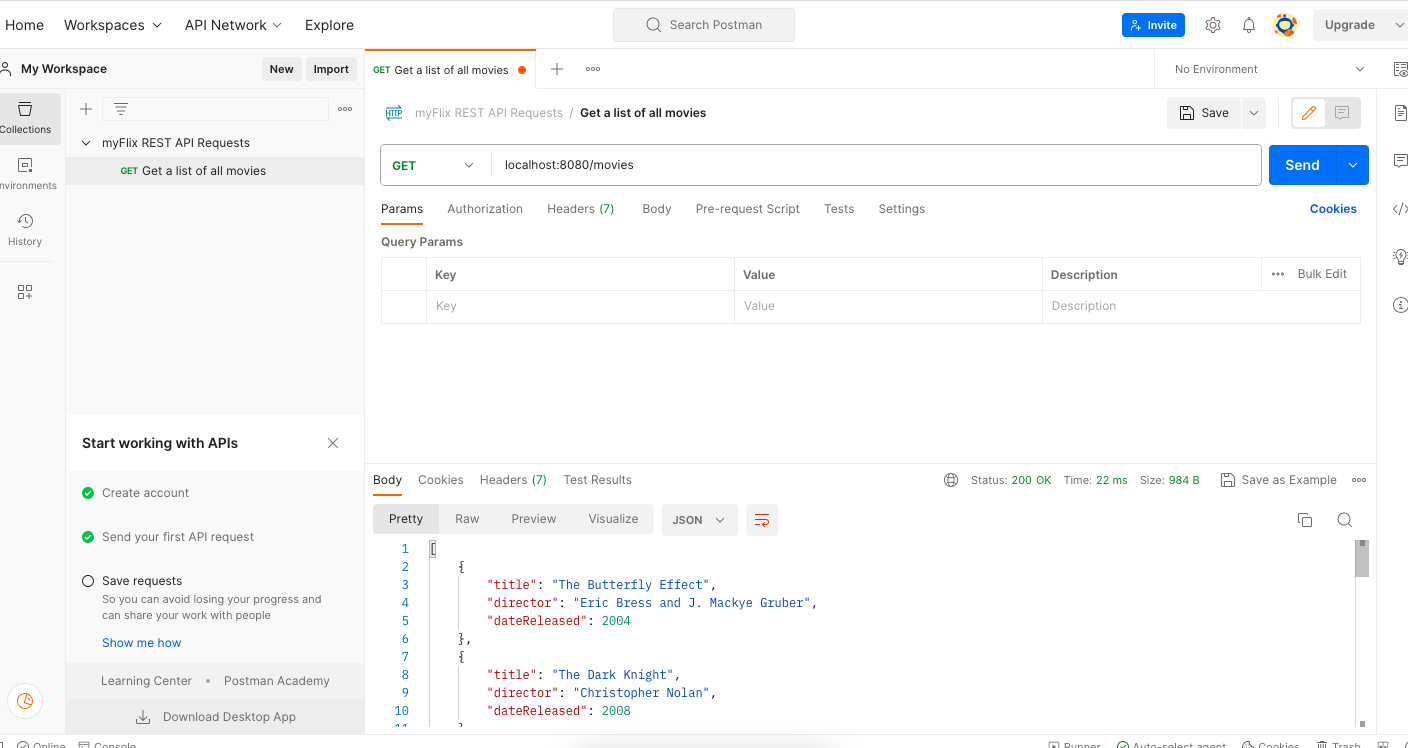 Home Workspaces API Network Explore Search Postman Invite Upgrade
My Workspace New Import GET Get a list of all movies No Environment
Collections
nvironments
History
myFlix REST API Requests
GET Get a list of all movies
HTTP myFlix REST API Requests / Get a list of all movies Save
GET localhost:8080/movies Send
Params Authorization Headers (7) Body Pre-request Script Tests Settings Cookies
Query Params
Key Value Description Bulk Edit
Key Value Description
Start working with APIs
Create account
Send your first API request
Save requests
So you can avoid losing your progress and
can share your work with people
Show me how
Learning Center • Postman Academy
Download Desktop App
Body Cookies Headers (7) Test Results Status: 200 OK Time: 22 ms Size: 984 B Save as Example
Pretty Raw Preview Visualize JSON
1 [
2 {
3 "title": "The Butterfly Effect",
4 "director": "Eric Bress and J. Mackye Gruber",
5 "dateReleased": 2004
6 },
7 {
8 "title": "The Dark Knight",
9 "director": "Christopher Nolan",
10 "dateReleased": 2008
11 }
Online Console Runner Auto-select agent Cookies Trash